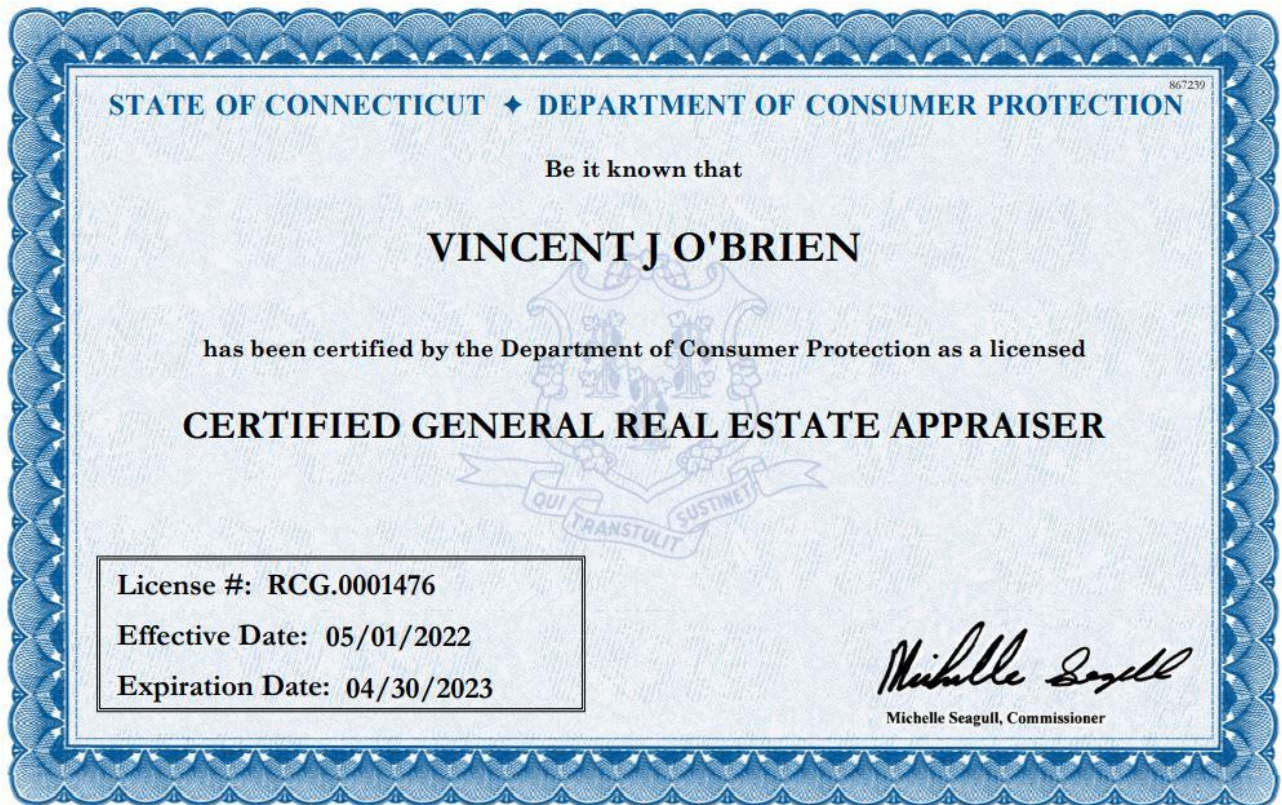 867239
STATE OF CONNECTICUT ✦ DEPARTMENT OF CONSUMER PROTECTION
Be it known that
VINCENT J O'BRIEN
has been certified by the Department of Consumer Protection as a licensed
CERTIFIED GENERAL REAL ESTATE APPRAISER
QUI TRANSTULIT SUSTINET
License #: RCG.0001476
Effective Date: 05/01/2022
Expiration Date: 04/30/2023
Michelle Seagull
Michelle Seagull, Commissioner